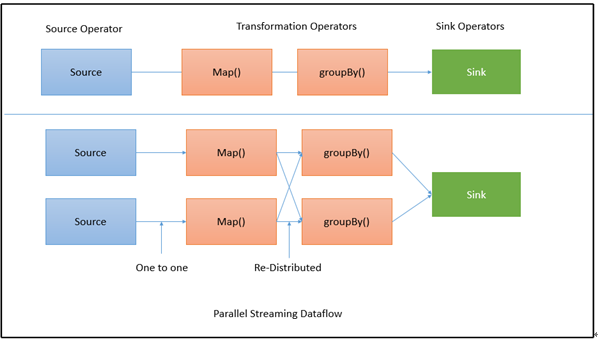 Source Operator
Transformation Operators
Sink Operators
Source
Map()
groupBy()
Sink
Source
Map()
groupBy()
Sink
Source
Map()
groupBy()
One to one
Re-Distributed
Parallel Streaming Dataflow